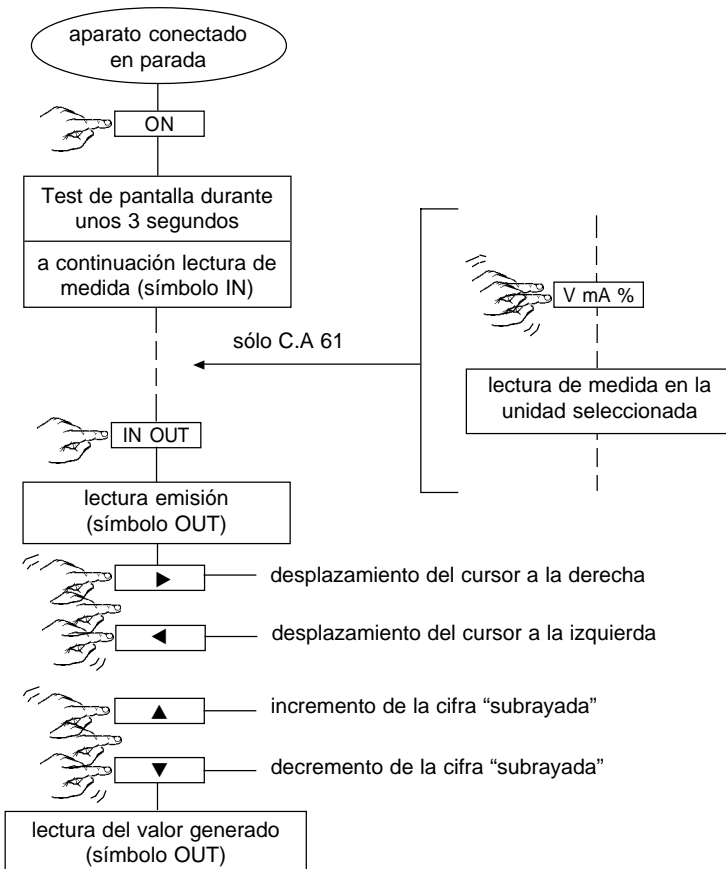 aparato conectado
en parada
ON
Test de pantalla durante
unos 3 segundos
a continuación lectura de
medida (símbolo IN)
sólo C.A 61
V mA %
lectura de medida en la
unidad seleccionada
IN OUT
lectura emisión
(símbolo OUT)
desplazamiento del cursor a la derecha
desplazamiento del cursor a la izquierda
incremento de la cifra “subrayada”
decremento de la cifra “subrayada”
lectura del valor generado
(símbolo OUT)